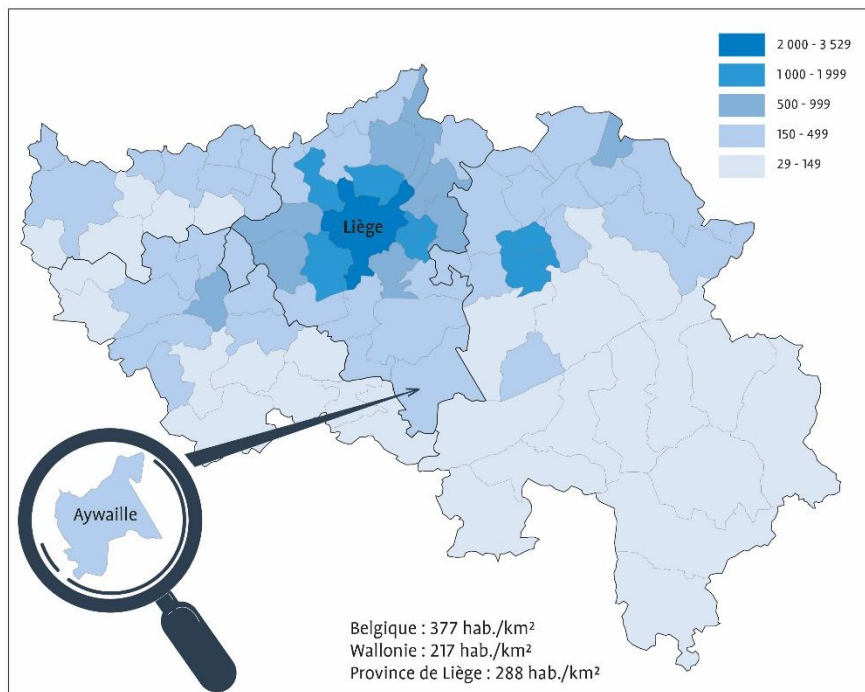 2 000 - 3 529
1 000 - 1 999
500 - 999
150 - 499
29 - 149
Liège
Aywaille
Belgique : 377 hab./km²
Wallonie : 217 hab./km²
Province de Liège : 288 hab./km²